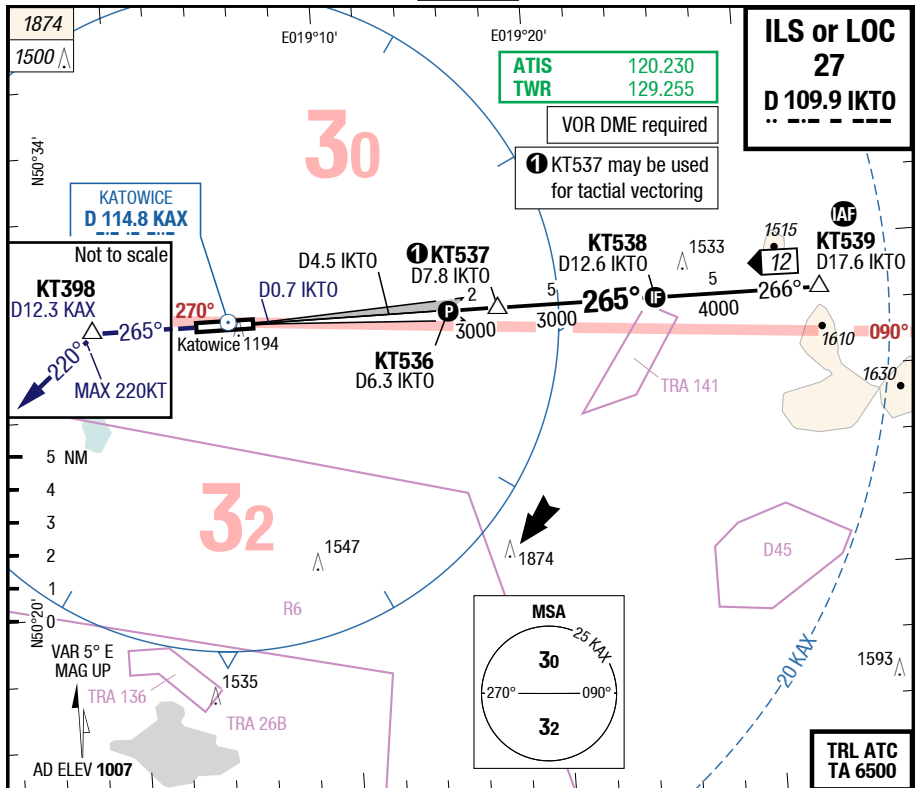 1874
1500
E019°10'
E019°20'
ILS or LOC
27
D 109.9 IKTO
ATIS 120.230
TWR 129.255
VOR DME required
1 KT537 may be used
for tactial vectoring
30
N50°34'
KATOWICE
D 114.8 KAX
Not to scale
KT398
D12.3 KAX
265°
220°
MAX 220KT
270°
D0.7 IKTO
D4.5 IKTO
Katowice 1194
1 KT537
D7.8 IKTO
P
KT536
D6.3 IKTO
2
3000
5
3000
265°
KT538
D12.6 IKTO
IF
1533
5
4000
266°
1515
12
IAF
KT539
D17.6 IKTO
090°
1610
1630
TRA 141
5 NM
4
3
2
1
0
N50°20'
32
1547
1874
R6
D45
MSA
25 KAX
30
270°
090°
32
1593
20 KAX
VAR 5° E
MAG UP
TRA 136
1535
TRA 26B
AD ELEV 1007
TRL ATC
TA 6500